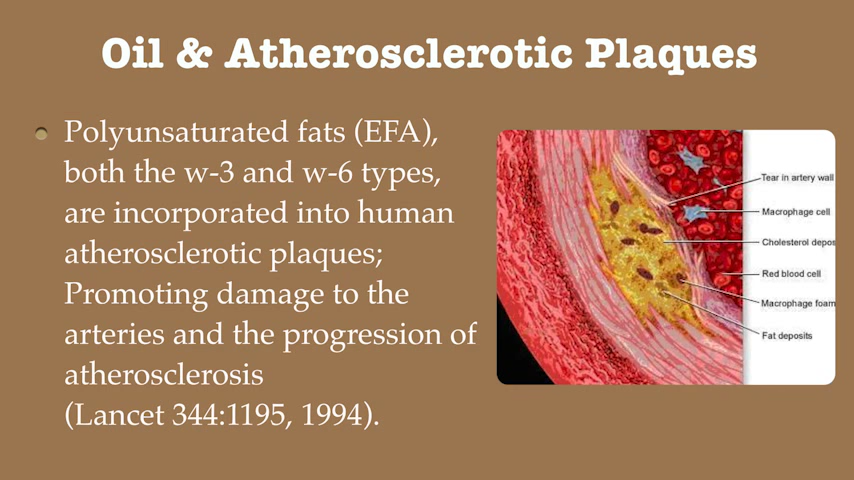 Oil & Atherosclerotic Plaques
Polyunsaturated fats (EFA),
both the w-3 and w-6 types,
are incorporated into human
atherosclerotic plaques;
Promoting damage to the
arteries and the progression of
atherosclerosis
(Lancet 344:1195, 1994).
Tear in artery wall
Macrophage cell
Cholesterol depos
Red blood cell
Macrophage foam
Fat deposits